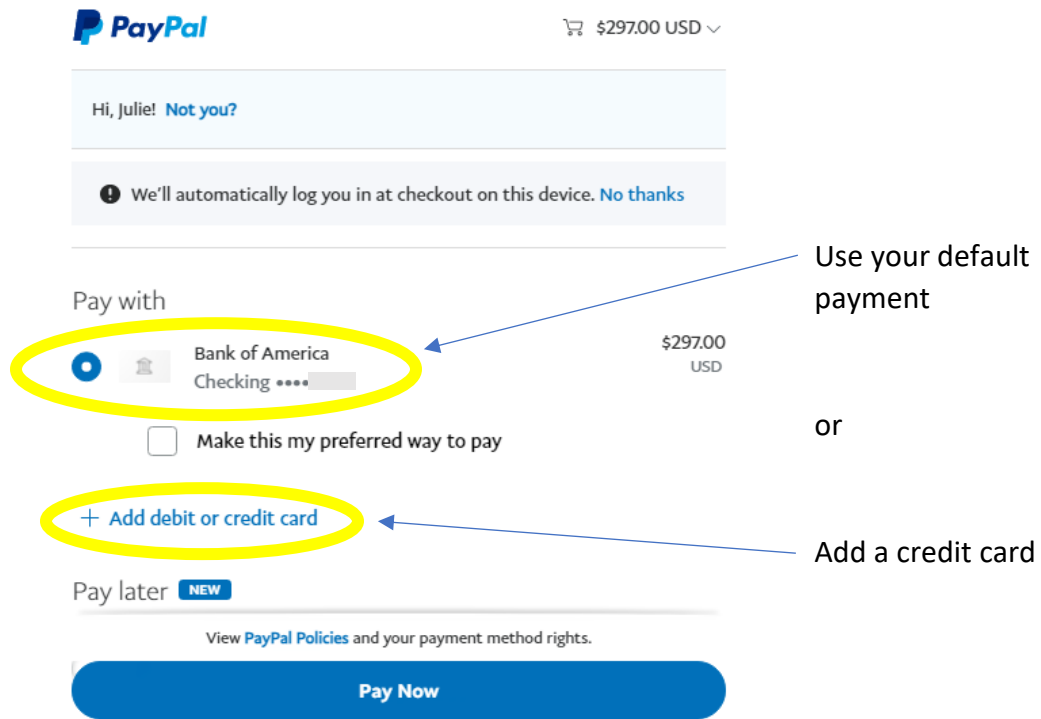 PayPal
$297.00 USD
Hi, Julie! Not you?
We'll automatically log you in at checkout on this device. No thanks
Use your default
payment
Pay with
Bank of America
$297.00
Checking ••••
USD
or
Make this my preferred way to pay
+ Add debit or credit card
Add a credit card
Pay later NEW
View PayPal Policies and your payment method rights.
Pay Now